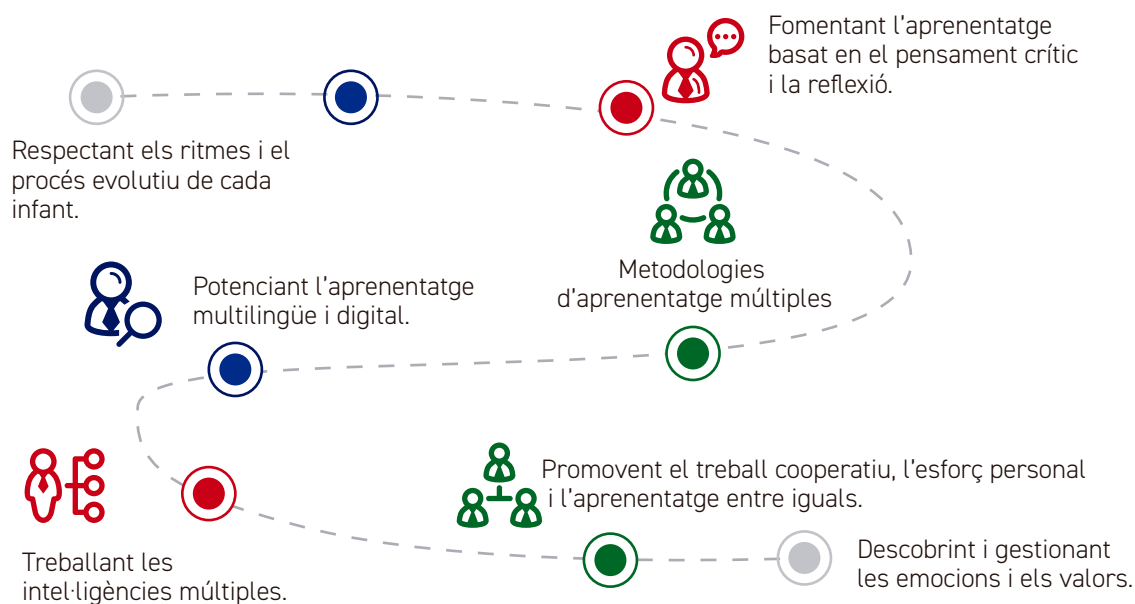 Fomentant l'aprenentatge
basat en el pensament crític
i la reflexió.
Respectant els ritmes i el
procés evolutiu de cada
infant.
Metodologies
d'aprenentatge múltiples
Potenciant l'aprenentatge
multilingüe i digital.
Treballant les
intel·ligències múltiples.
Promovent el treball cooperatiu, l'esforç personal
i l'aprenentatge entre iguals.
Descobrint i gestionant
les emocions i els valors.